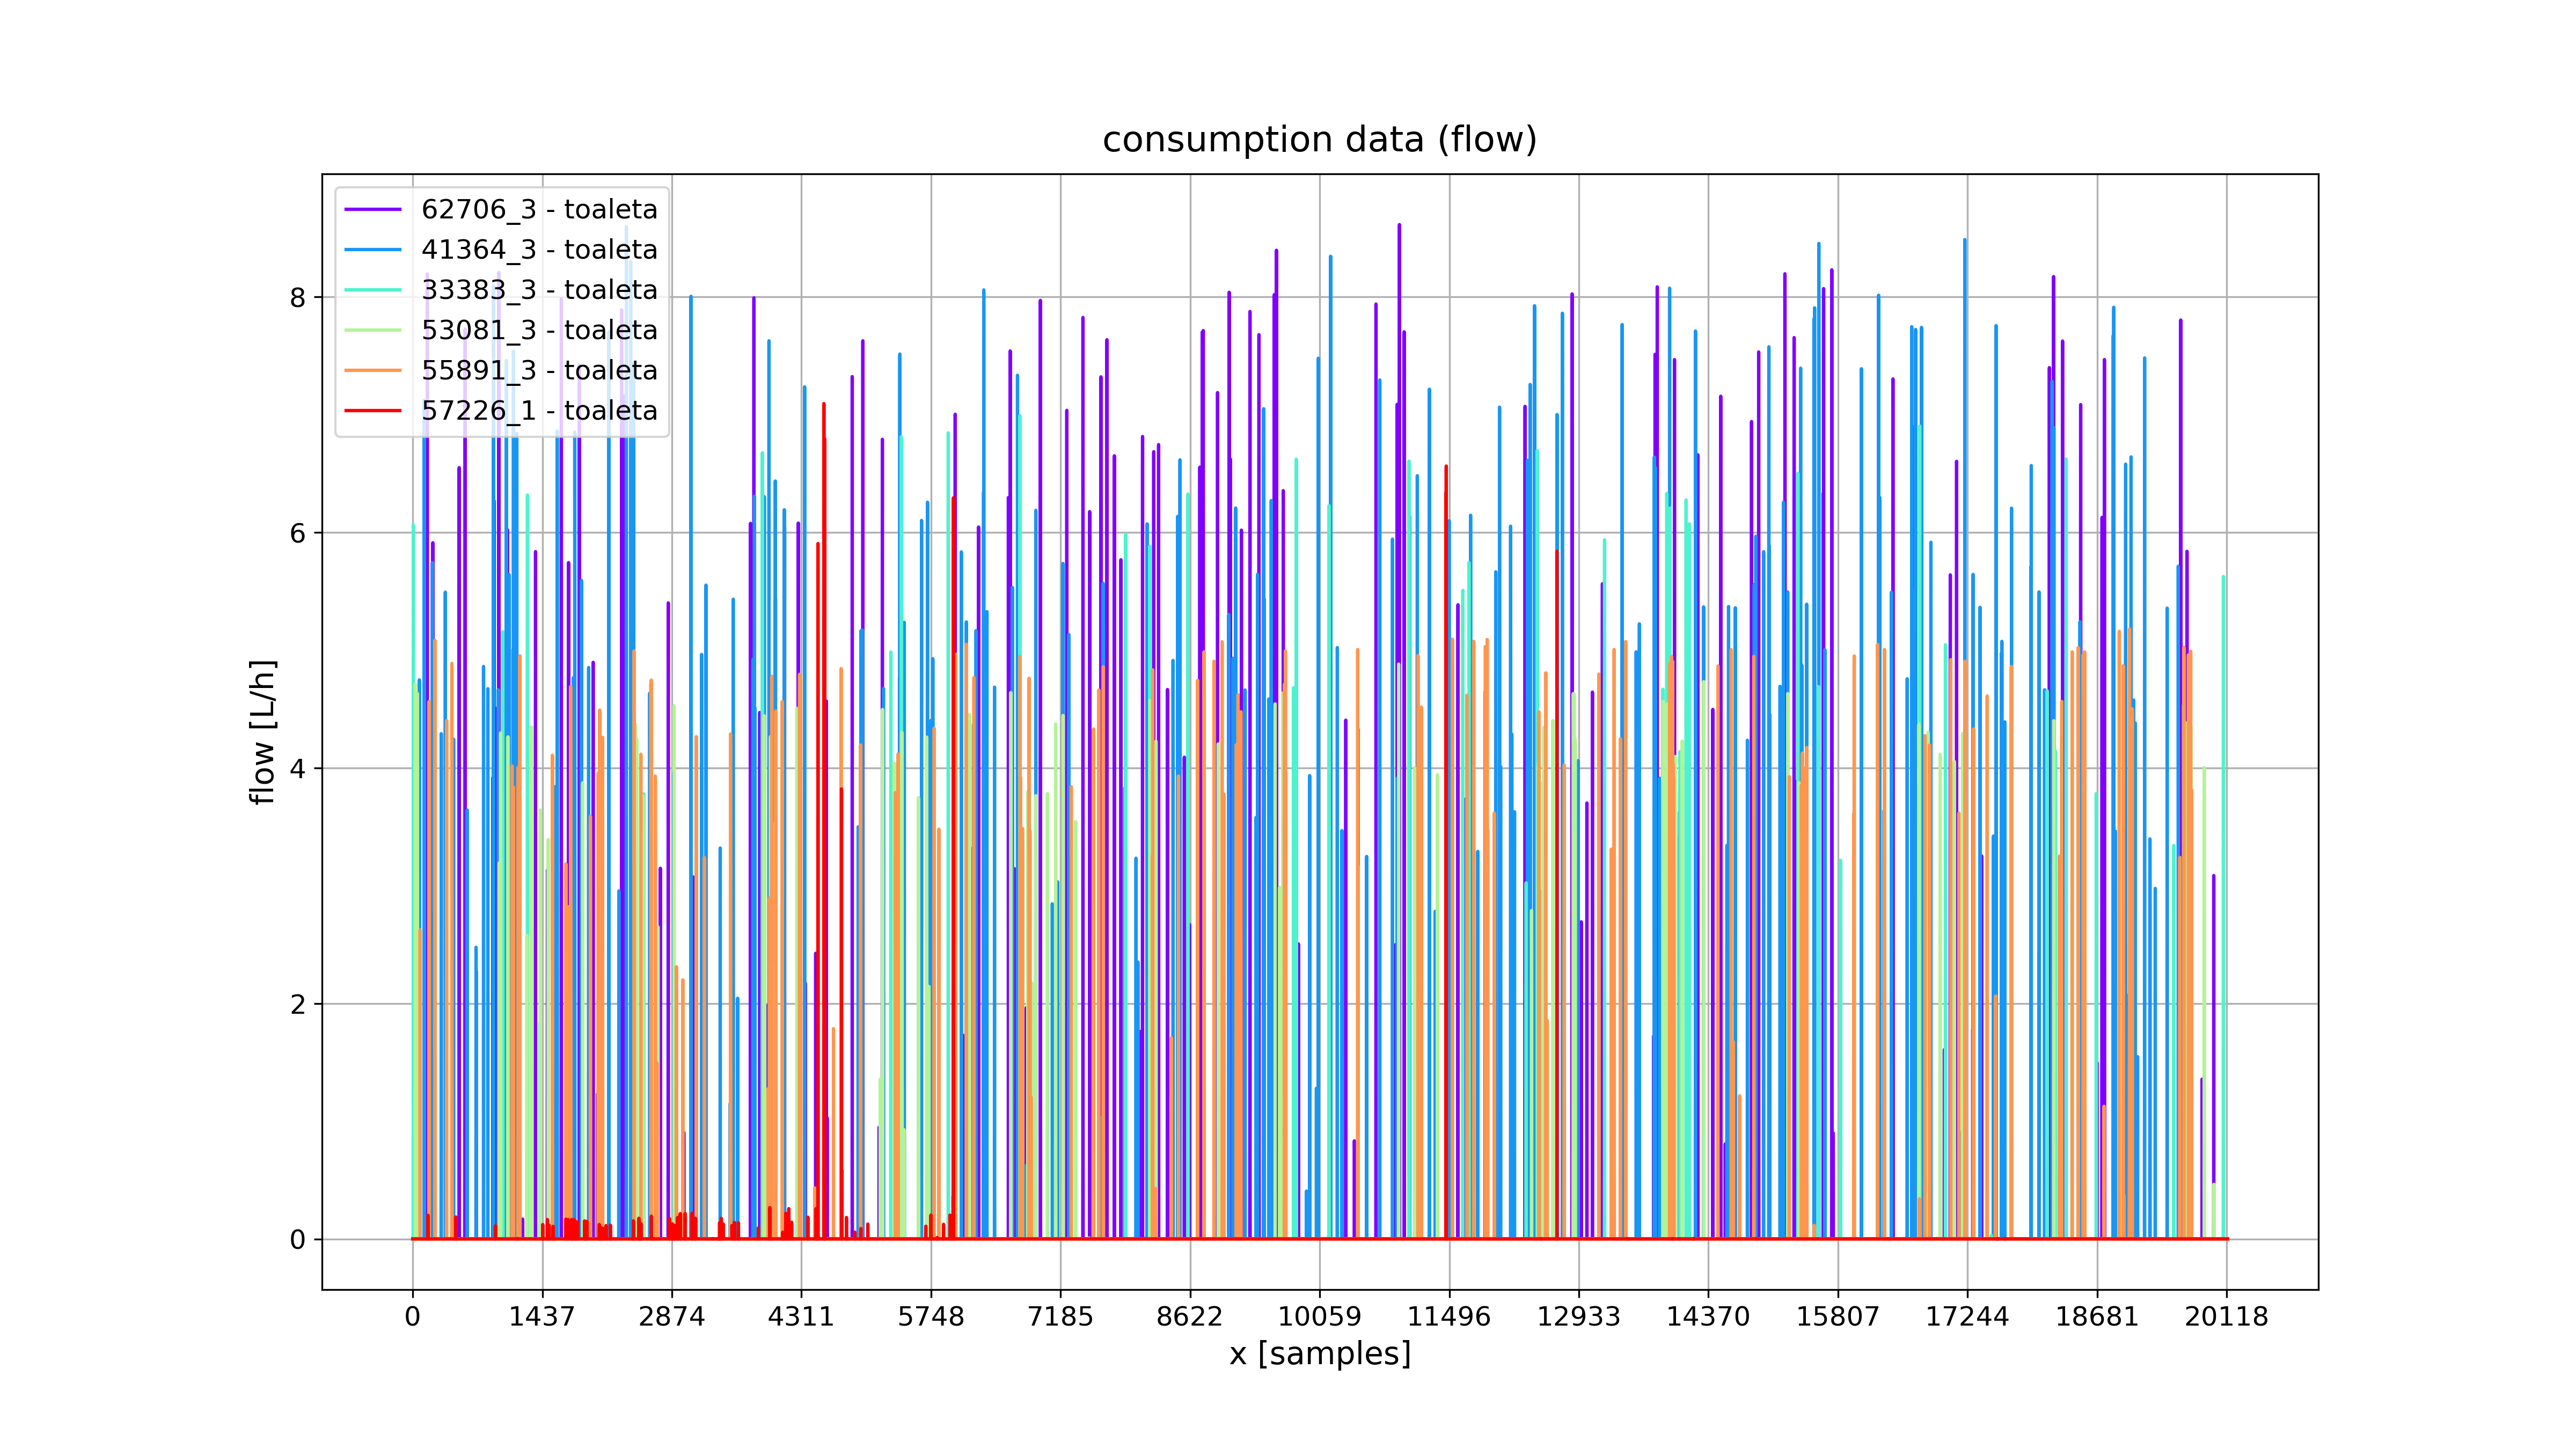 consumption data (flow)
62706_3 - toaleta
41364_3 - toaleta
33383_3 - toaleta
53081_3 - toaleta
55891_3 - toaleta
57226_1 - toaleta
flow [L/h]
8
6
4
2
0
0 1437 2874 4311 5748 7185 8622 10059 11496 12933 14370 15807 17244 18681 20118
x [samples]